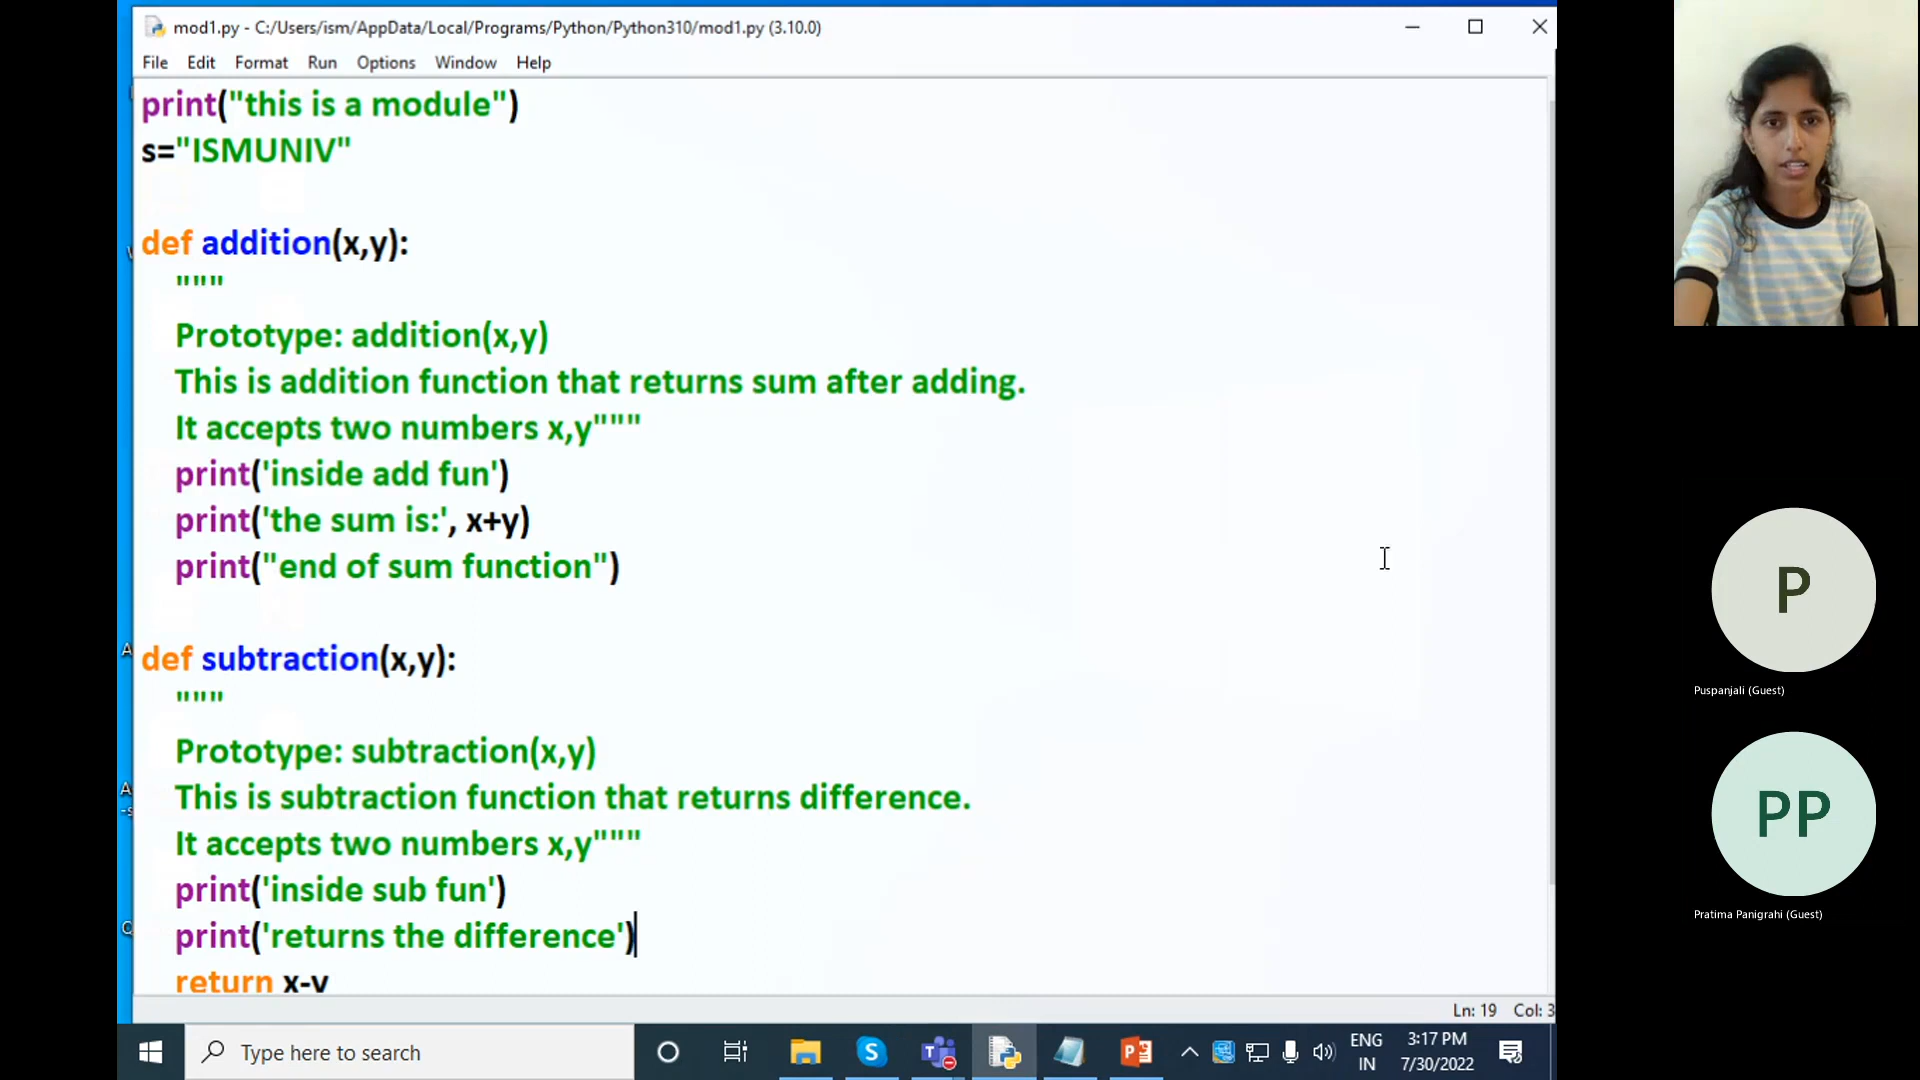 mod1.py - C:/Users/ism/AppData/Local/Programs/Python/Python310/mod1.py (3.10.0)
File Edit Format Run Options Window Help
print("this is a module")
s="ISMUNIV"
def addition(x,y):
"""
Prototype: addition(x,y)
This is addition function that returns sum after adding.
It accepts two numbers x,y"""
print('inside add fun')
print('the sum is:', x+y)
print("end of sum function")
def subtraction(x,y):
"""
Prototype: subtraction(x,y)
This is subtraction function that returns difference.
It accepts two numbers x,y"""
print('inside sub fun')
print('returns the difference')
return x-y
Ln: 19 Col: 3
Type here to search
ENG
IN
3:17 PM
7/30/2022
P
Puspanjali (Guest)
PP
Pratima Panigrahi (Guest)